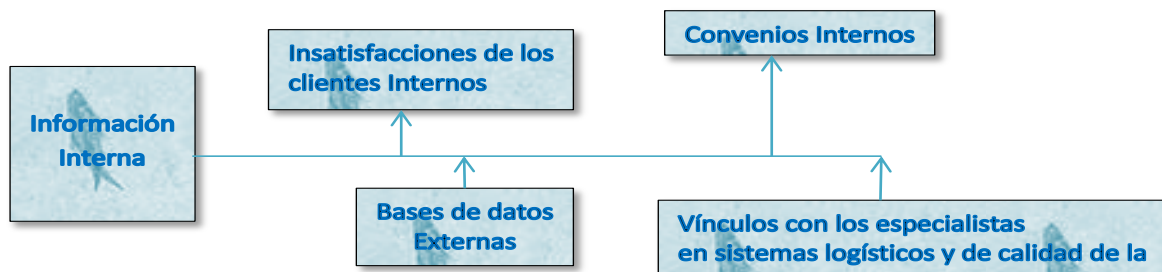 Información
Interna
Insatisfacciones de los
clientes Internos
Convenios Internos
Bases de datos
Externas
Vínculos con los especialistas
en sistemas logísticos y de calidad de la